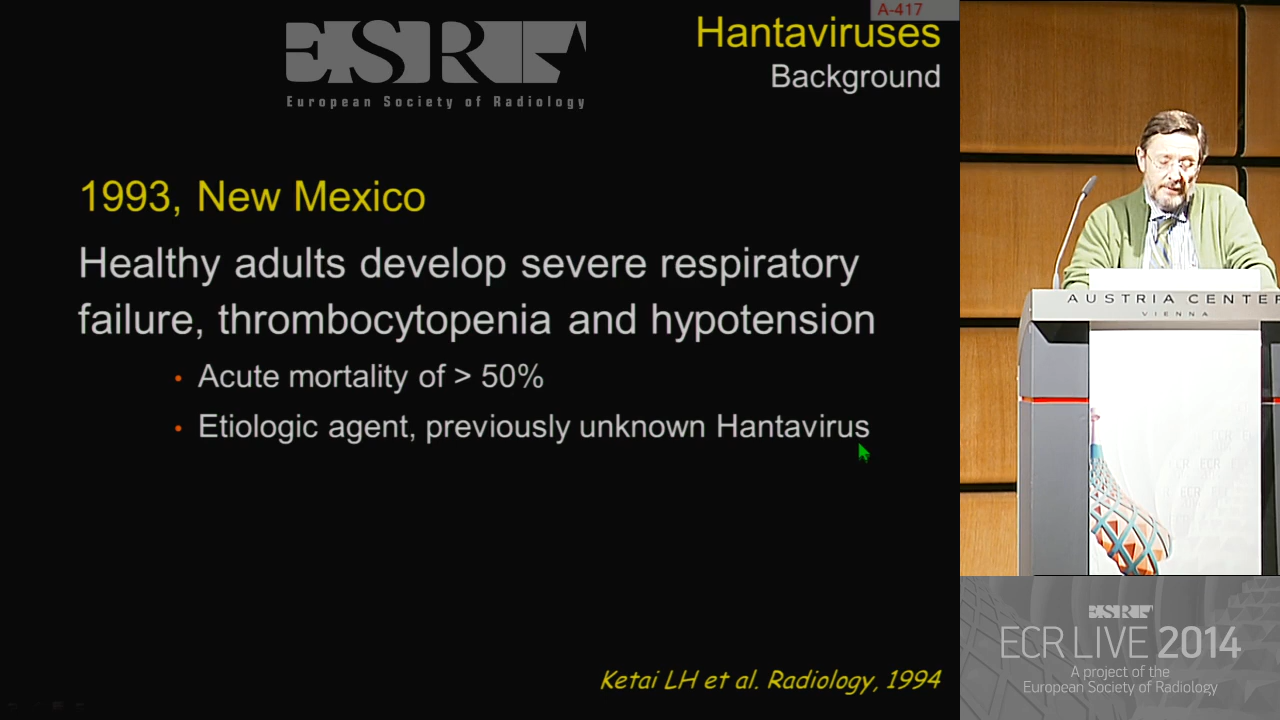 A-417
ESR
European Society of Radiology
Hantaviruses
Background
1993, New Mexico
Healthy adults develop severe respiratory
failure, thrombocytopenia and hypotension
• Acute mortality of > 50%
• Etiologic agent, previously unknown Hantavirus
Ketai LH et al. Radiology, 1994
AUSTRIA CENTER
VIENNA
ESR
ECR LIVE 2014
A project of the
European Society of Radiology